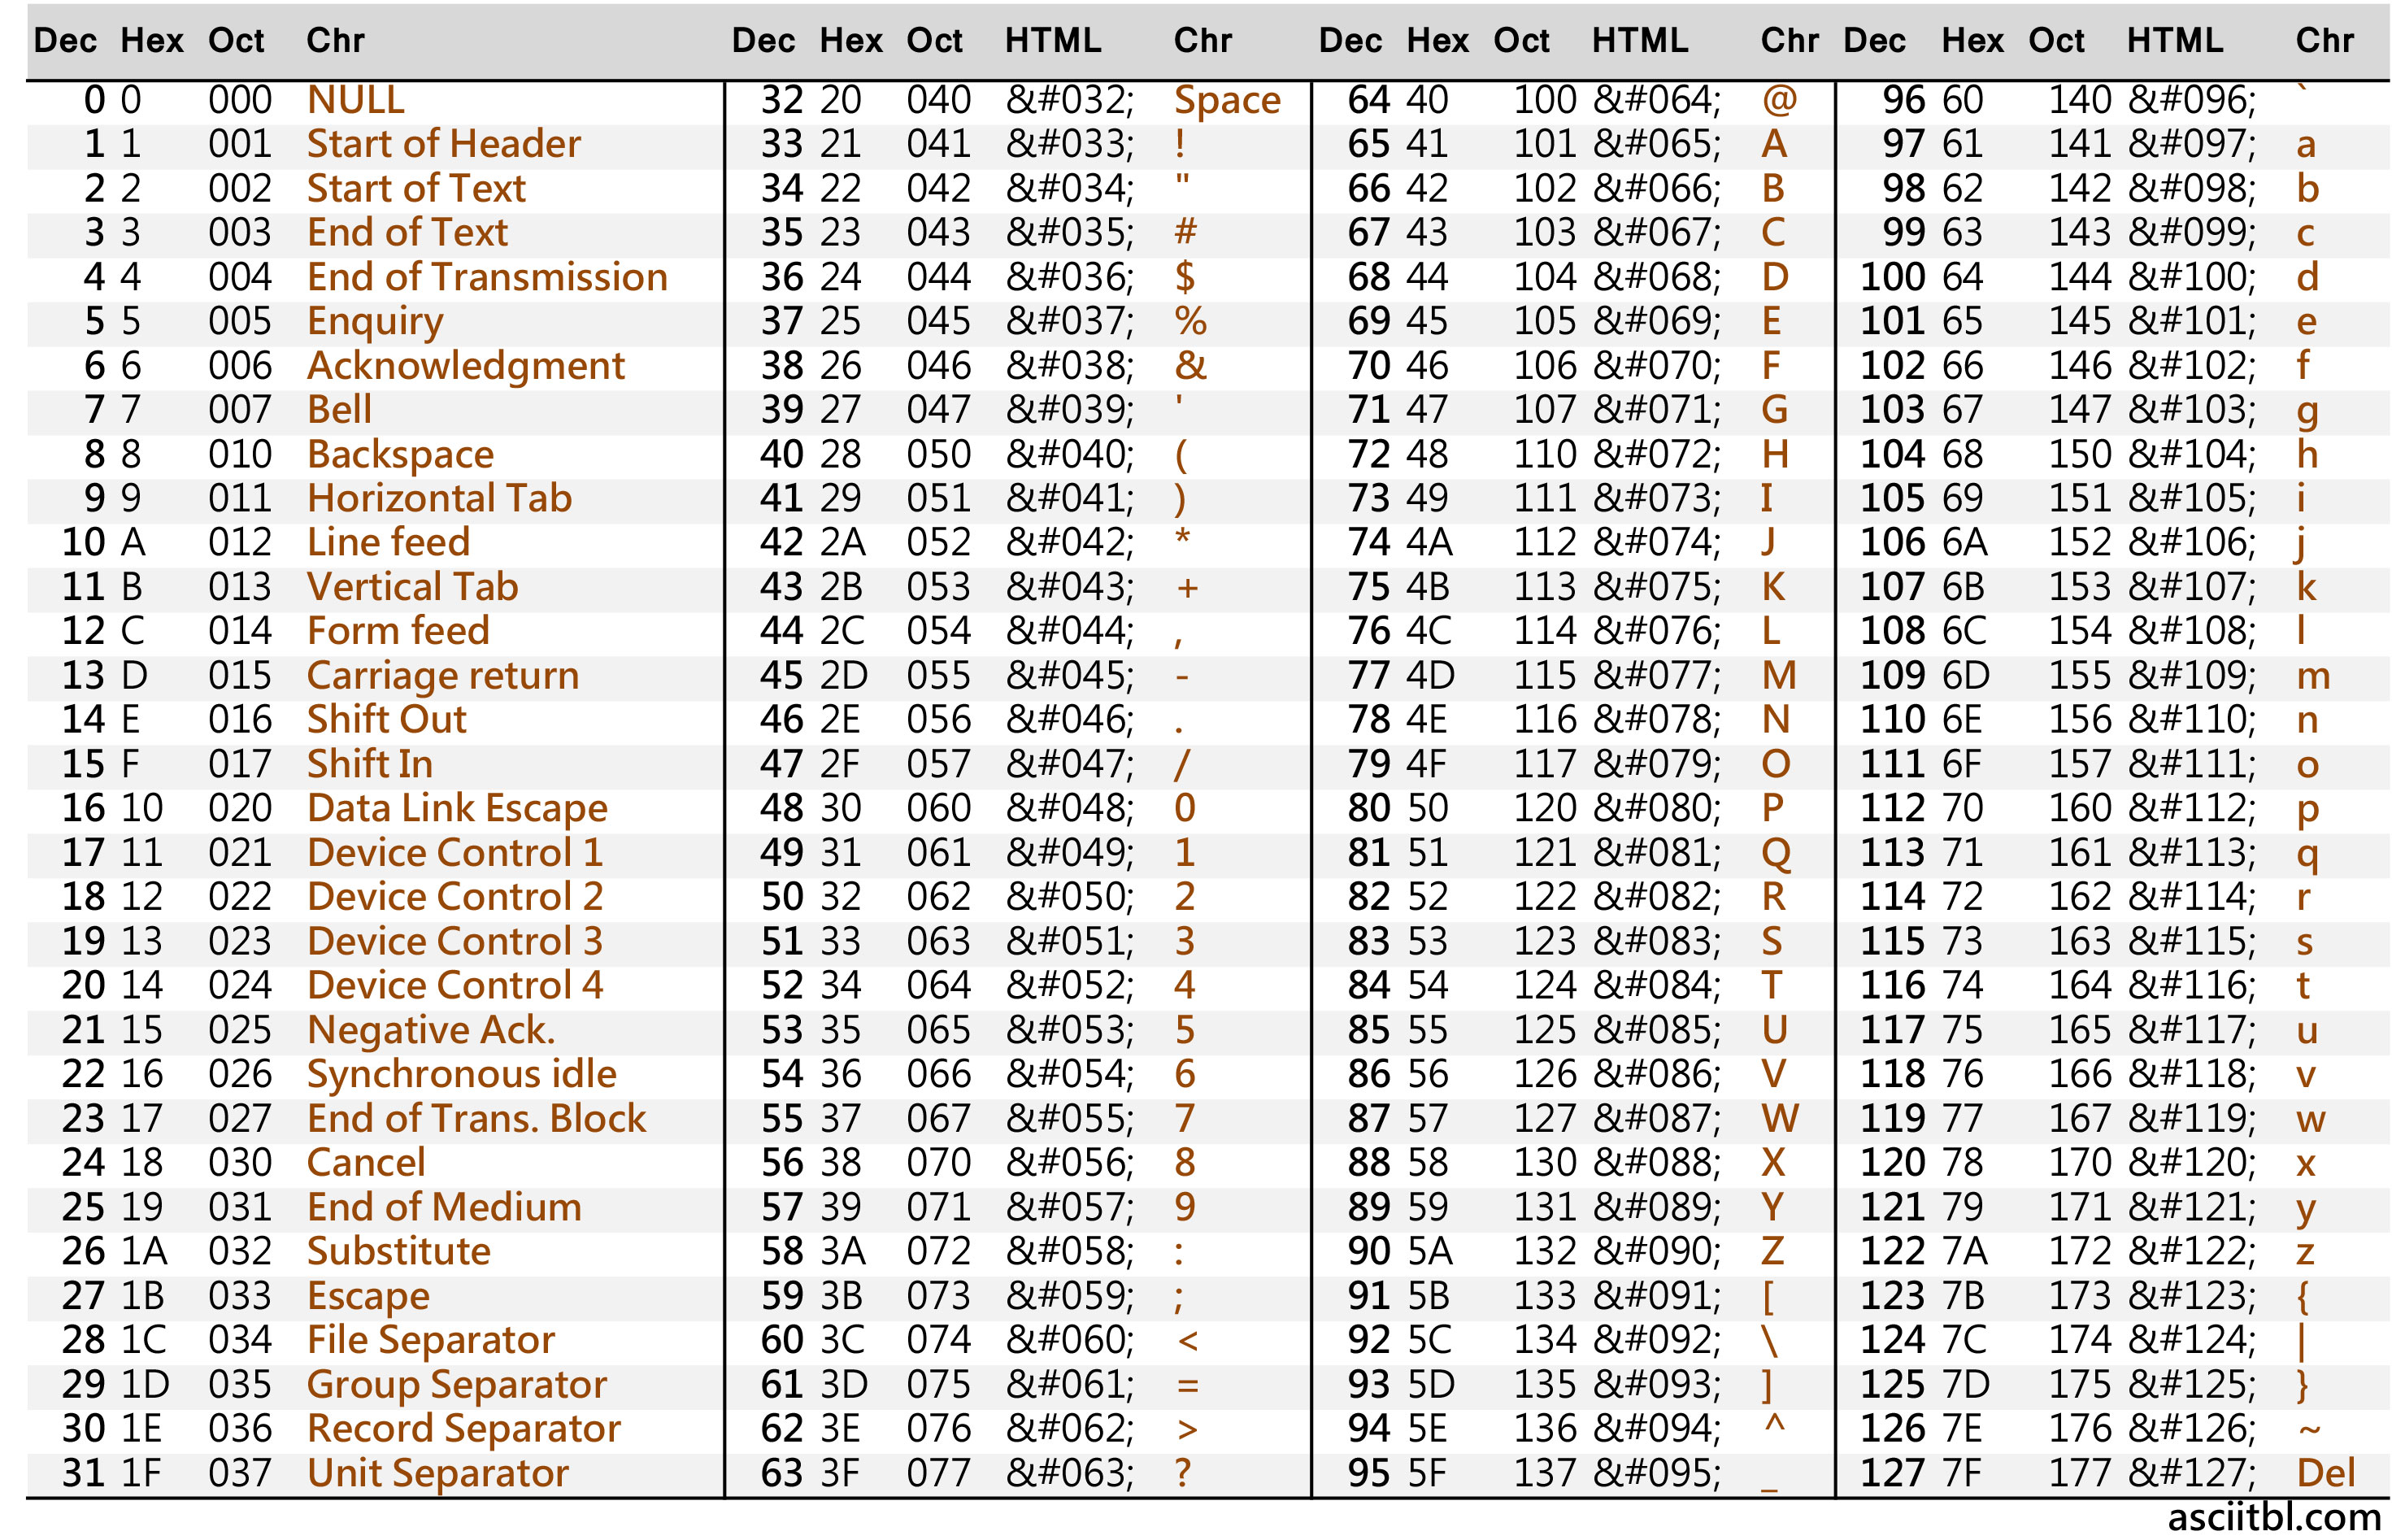 Dec Hex Oct Chr Dec Hex Oct HTML Chr Dec Hex Oct HTML Chr Dec Hex Oct HTML Chr
0 0 000 NULL 32 20 040 &#032; Space 64 40 100 &#064; @ 96 60 140 &#096; `
1 1 001 Start of Header 33 21 041 &#033; ! 65 41 101 &#065; A 97 61 141 &#097; a
2 2 002 Start of Text 34 22 042 &#034; " 66 42 102 &#066; B 98 62 142 &#098; b
3 3 003 End of Text 35 23 043 &#035; # 67 43 103 &#067; C 99 63 143 &#099; c
4 4 004 End of Transmission 36 24 044 &#036; $ 68 44 104 &#068; D 100 64 144 &#100; d
5 5 005 Enquiry 37 25 045 &#037; % 69 45 105 &#069; E 101 65 145 &#101; e
6 6 006 Acknowledgment 38 26 046 &#038; & 70 46 106 &#070; F 102 66 146 &#102; f
7 7 007 Bell 39 27 047 &#039; ' 71 47 107 &#071; G 103 67 147 &#103; g
8 8 010 Backspace 40 28 050 &#040; ( 72 48 110 &#072; H 104 68 150 &#104; h
9 9 011 Horizontal Tab 41 29 051 &#041; ) 73 49 111 &#073; I 105 69 151 &#105; i
10 A 012 Line feed 42 2A 052 &#042; * 74 4A 112 &#074; J 106 6A 152 &#106; j
11 B 013 Vertical Tab 43 2B 053 &#043; + 75 4B 113 &#075; K 107 6B 153 &#107; k
12 C 014 Form feed 44 2C 054 &#044; , 76 4C 114 &#076; L 108 6C 154 &#108; l
13 D 015 Carriage return 45 2D 055 &#045; - 77 4D 115 &#077; M 109 6D 155 &#109; m
14 E 016 Shift Out 46 2E 056 &#046; . 78 4E 116 &#078; N 110 6E 156 &#110; n
15 F 017 Shift In 47 2F 057 &#047; / 79 4F 117 &#079; O 111 6F 157 &#111; o
16 10 020 Data Link Escape 48 30 060 &#048; 0 80 50 120 &#080; P 112 70 160 &#112; p
17 11 021 Device Control 1 49 31 061 &#049; 1 81 51 121 &#081; Q 113 71 161 &#113; q
18 12 022 Device Control 2 50 32 062 &#050; 2 82 52 122 &#082; R 114 72 162 &#114; r
19 13 023 Device Control 3 51 33 063 &#051; 3 83 53 123 &#083; S 115 73 163 &#115; s
20 14 024 Device Control 4 52 34 064 &#052; 4 84 54 124 &#084; T 116 74 164 &#116; t
21 15 025 Negative Ack. 53 35 065 &#053; 5 85 55 125 &#085; U 117 75 165 &#117; u
22 16 026 Synchronous idle 54 36 066 &#054; 6 86 56 126 &#086; V 118 76 166 &#118; v
23 17 027 End of Trans. Block 55 37 067 &#055; 7 87 57 127 &#087; W 119 77 167 &#119; w
24 18 030 Cancel 56 38 070 &#056; 8 88 58 130 &#088; X 120 78 170 &#120; x
25 19 031 End of Medium 57 39 071 &#057; 9 89 59 131 &#089; Y 121 79 171 &#121; y
26 1A 032 Substitute 58 3A 072 &#058; : 90 5A 132 &#090; Z 122 7A 172 &#122; z
27 1B 033 Escape 59 3B 073 &#059; ; 91 5B 133 &#091; [ 123 7B 173 &#123; {
28 1C 034 File Separator 60 3C 074 &#060; < 92 5C 134 &#092; \ 124 7C 174 &#124; |
29 1D 035 Group Separator 61 3D 075 &#061; = 93 5D 135 &#093; ] 125 7D 175 &#125; }
30 1E 036 Record Separator 62 3E 076 &#062; > 94 5E 136 &#094; ^ 126 7E 176 &#126; ~
31 1F 037 Unit Separator 63 3F 077 &#063; ? 95 5F 137 &#095; _ 127 7F 177 &#127; Del
asciitbl.com